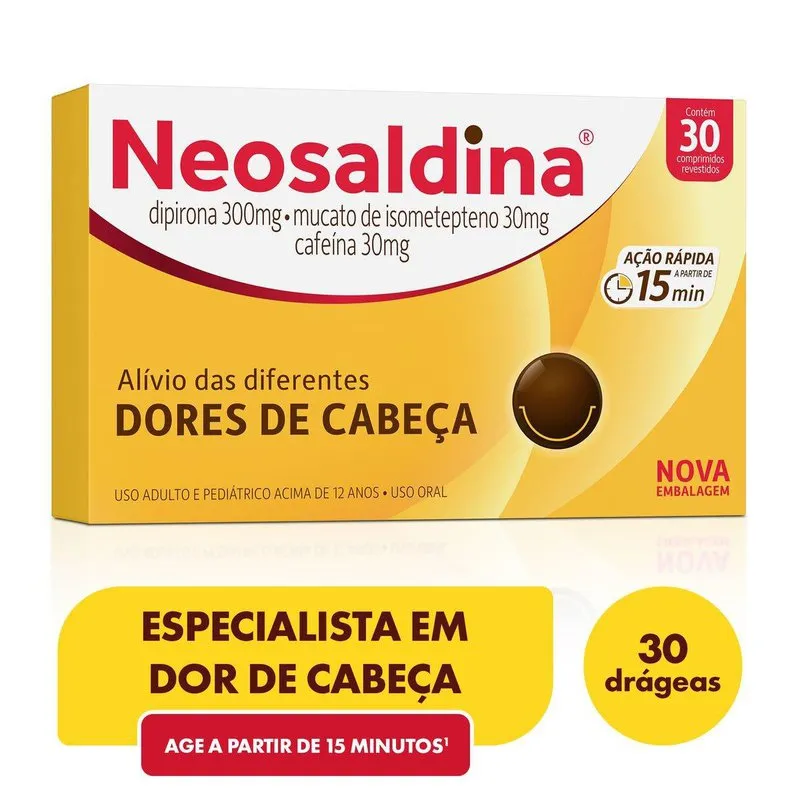 Neosaldina®
dipirona 300mg • mucato de isometepteno 30mg
cafeína 30mg
Contém
30
comprimidos
revestidos
AÇÃO RÁPIDA
A PARTIR DE
15 min
Alívio das diferentes
DORES DE CABEÇA
USO ADULTO E PEDIÁTRICO ACIMA DE 12 ANOS • USO ORAL
NOVA
EMBALAGEM
ESPECIALISTA EM
DOR DE CABEÇA
AGE A PARTIR DE 15 MINUTOS¹
30
drágeas